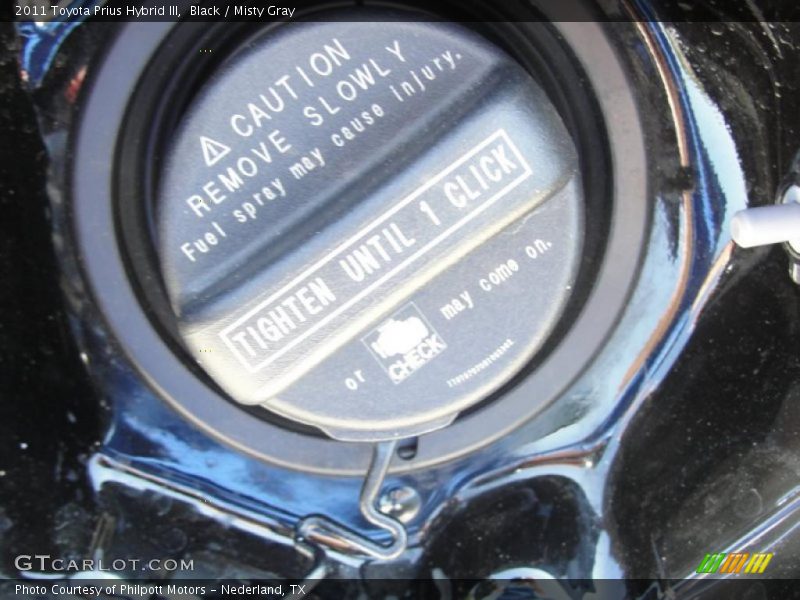 2011 Toyota Prius Hybrid III,  Black / Misty Gray
CAUTION
REMOVE SLOWLY
Fuel spray may cause injury.
TIGHTEN UNTIL 1 CLICK
or CHECK may come on.
GTCARLOT.COM
Photo Courtesy of Philpott Motors - Nederland, TX